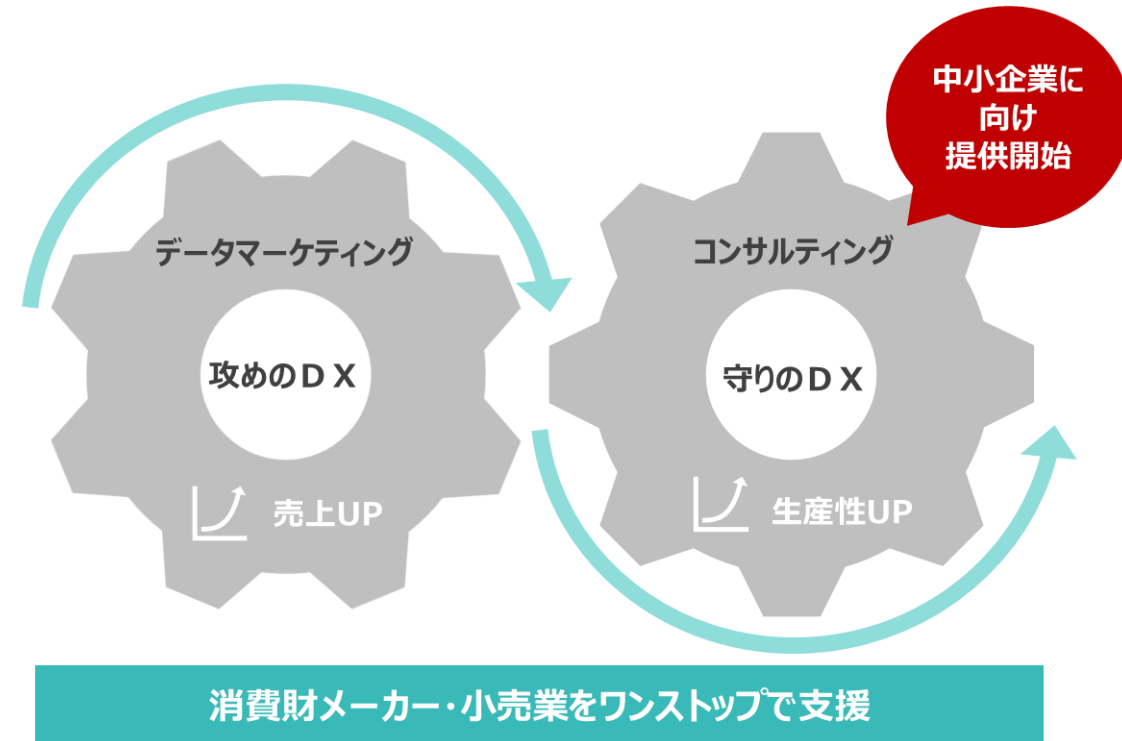 中小企業に
向け
提供開始
データマーケティング
攻めのＤＸ
売上UP
コンサルティング
守りのＤＸ
生産性UP
消費財メーカー・小売業をワンストップで支援